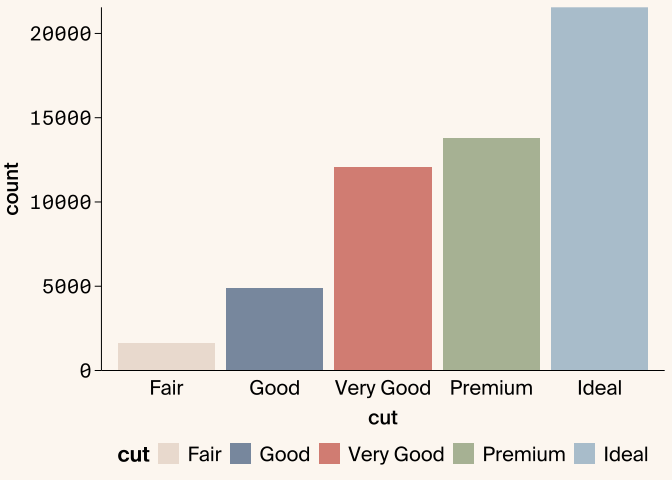 20000
15000
10000
5000
0
count
Fair Good Very Good Premium Ideal
cut
cut Fair Good Very Good Premium Ideal